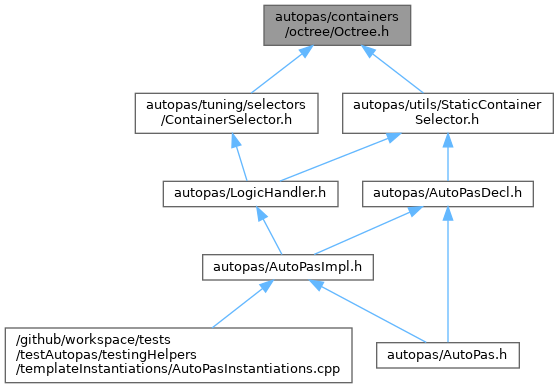 autopas/containers
/octree/Octree.h
autopas/tuning/selectors
/ContainerSelector.h
autopas/utils/StaticContainer
Selector.h
autopas/LogicHandler.h
autopas/AutoPasDecl.h
autopas/AutoPasImpl.h
/github/workspace/tests
/testAutopas/testingHelpers
/templateInstantiations/AutoPasInstantiations.cpp
autopas/AutoPas.h